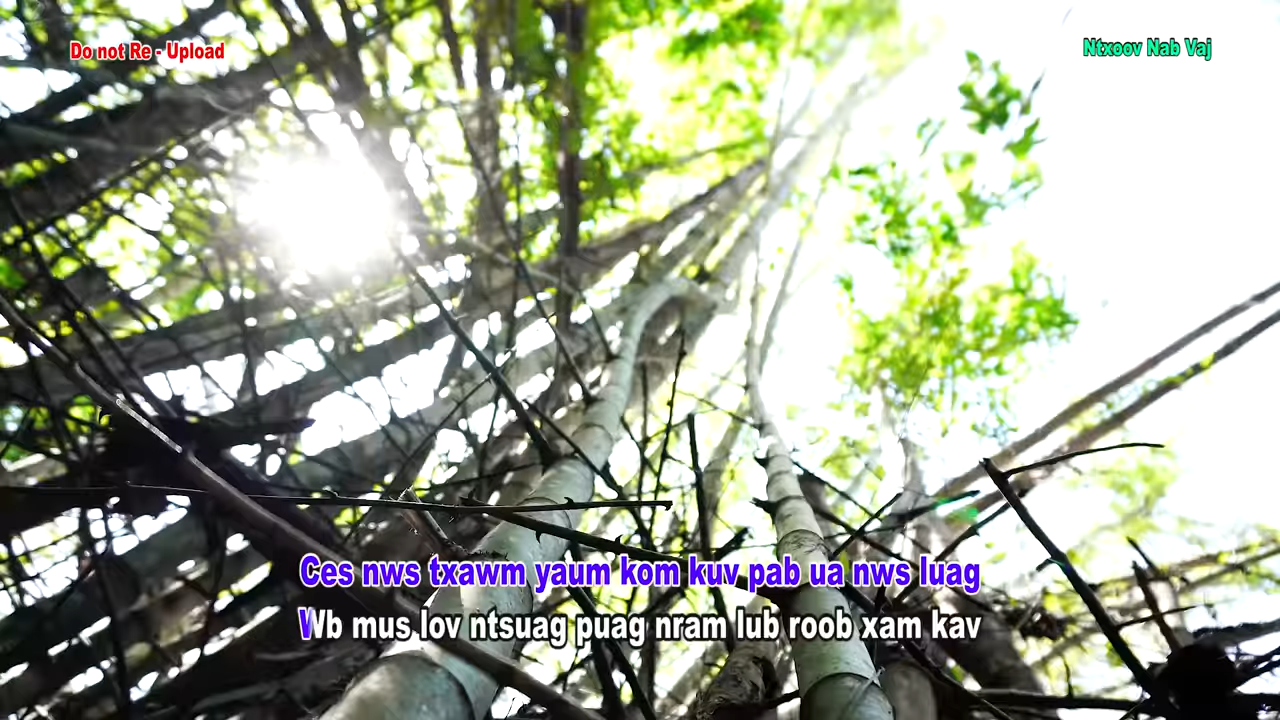 Do not Re - Upload
Ntxoov Nab Vaj
Ces nws txawm yaum kom kuv pab ua nws luag
Wb mus lov ntsuag puag nram lub roob xam kav